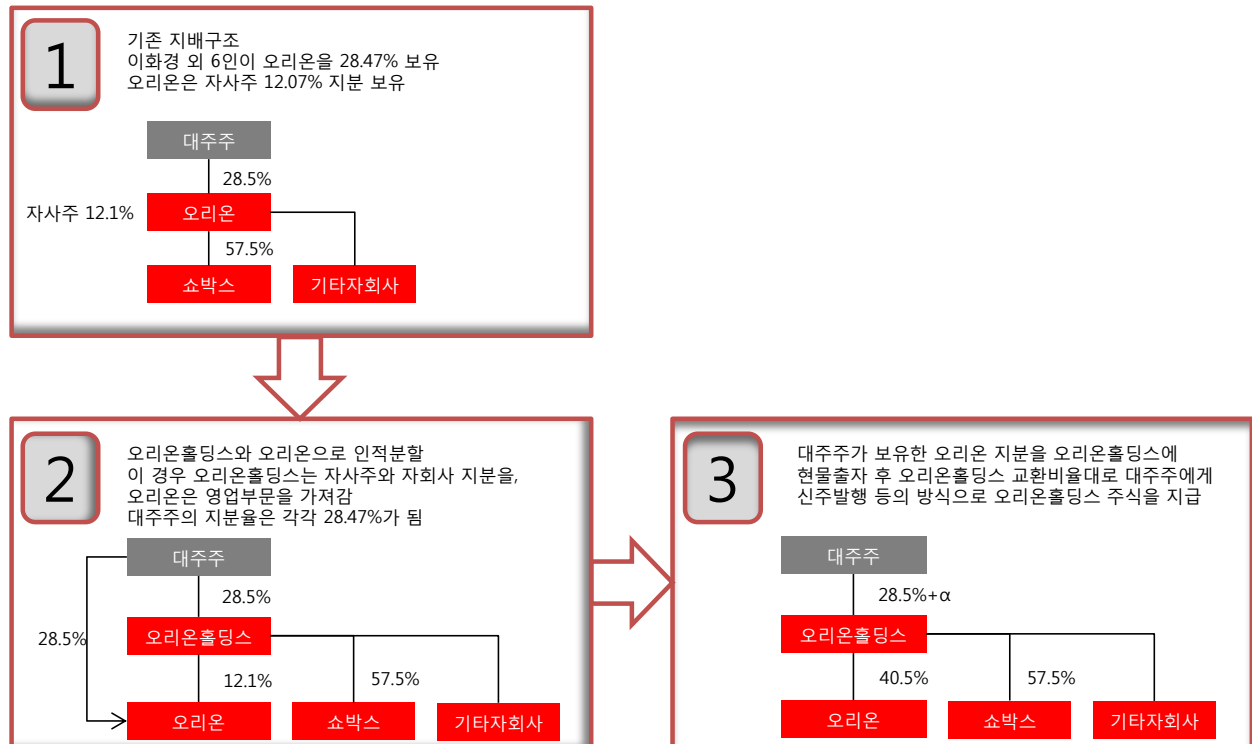 1
기존 지배구조
이화경 외 6인이 오리온을 28.47% 보유
오리온은 자사주 12.07% 지분 보유
대주주
28.5%
자사주 12.1%
오리온
57.5%
쇼박스
기타자회사
2
오리온홀딩스와 오리온으로 인적분할
이 경우 오리온홀딩스는 자사주와 자회사 지분을,
오리온은 영업부문을 가져감
대주주의 지분율은 각각 28.47%가 됨
대주주
28.5%
28.5%
오리온홀딩스
12.1%
57.5%
오리온
쇼박스
기타자회사
3
대주주가 보유한 오리온 지분을 오리온홀딩스에
현물출자 후 오리온홀딩스 교환비율대로 대주주에게
신주발행 등의 방식으로 오리온홀딩스 주식을 지급
대주주
28.5%+α
오리온홀딩스
40.5%
57.5%
오리온
쇼박스
기타자회사